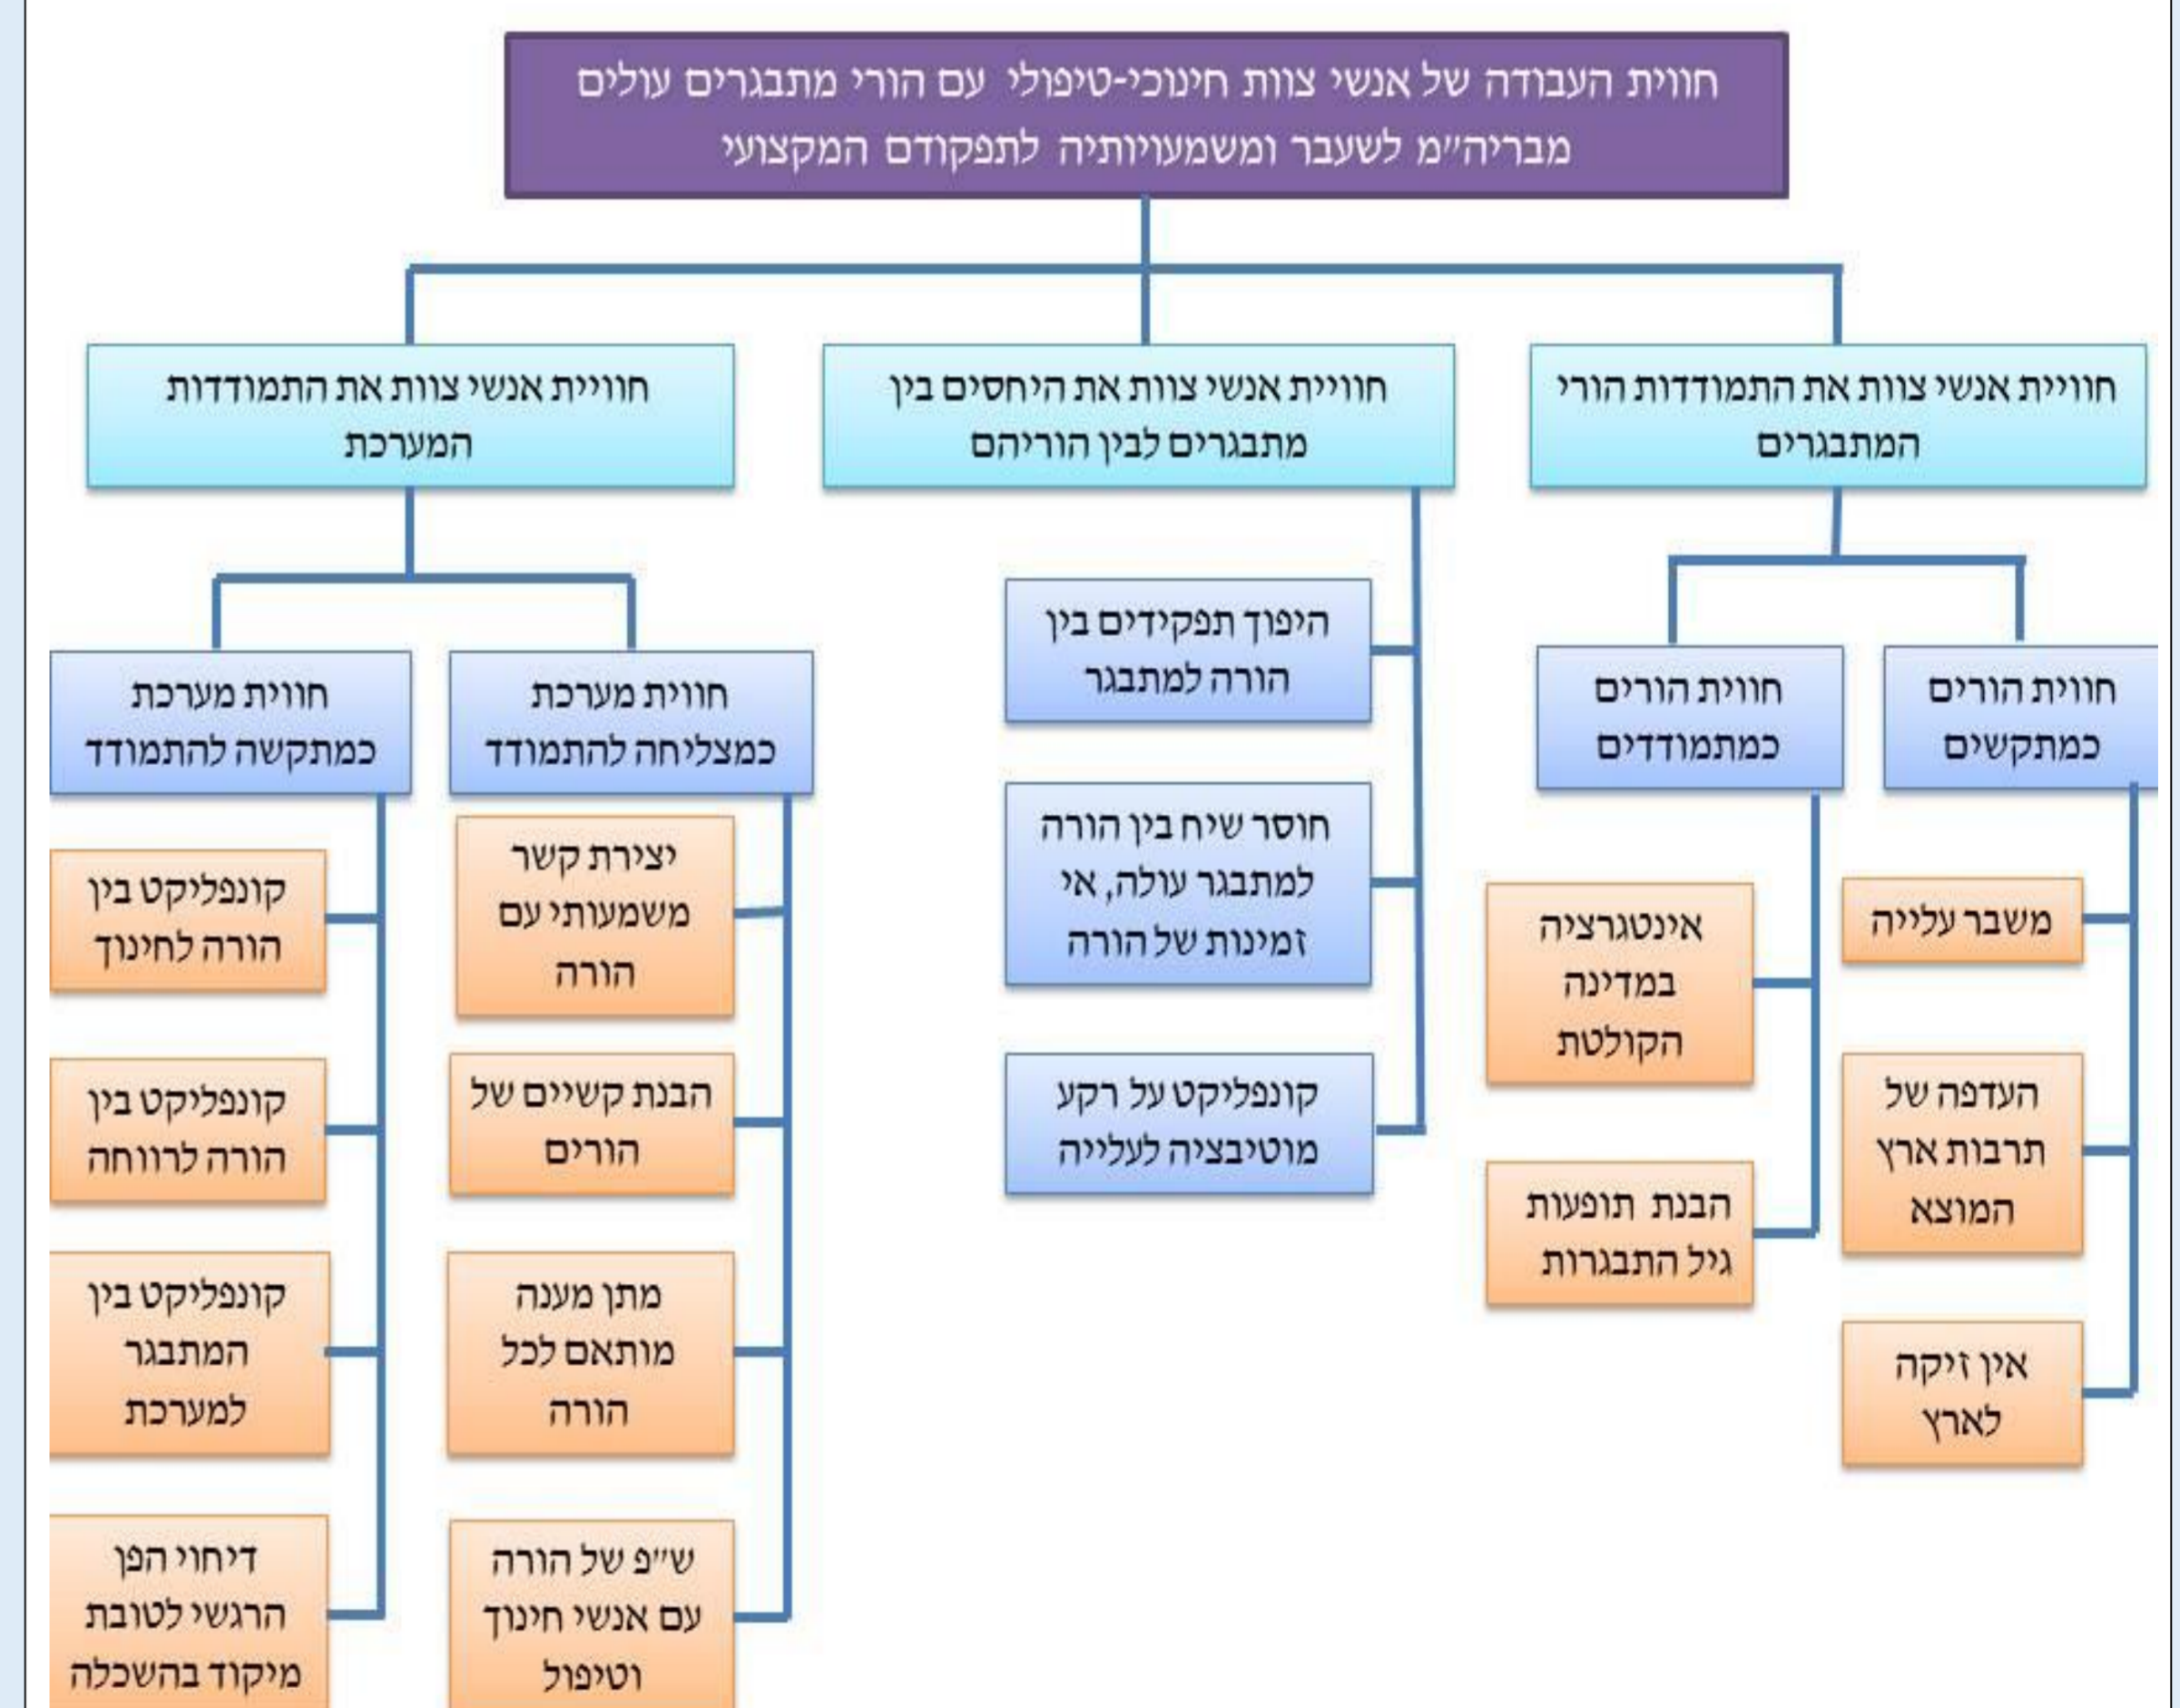 חווית העבודה של אנשי צוות חינוכי-טיפולי עם הורי מתבגרים עולים
מבריה״מ לשעבר ומשמעויותיה לתפקודם המקצועי
חוויית אנשי צוות את התמודדות הורי
המתבגרים
חוויית אנשי צוות את היחסים בין
מתבגרים לבין הוריהם
חוויית אנשי צוות את התמודדות
המערכת
חווית הורים
כמתקשים
משבר עלייה
העדפה של
תרבות ארץ
המוצא
אין זיקה
לארץ
חווית הורים
כמתמודדים
אינטגרציה
במדינה
הקולטת
הבנת תופעות
גיל התבגרות
היפוך תפקידים בין
הורה למתבגר
חוסר שיח בין הורה
למתבגר עולה, אי
זמינות של הורה
קונפליקט על רקע
מוטיבציה לעלייה
חווית מערכת
כמצליחה להתמודד
יצירת קשר
משמעותי עם
הורה
הבנת קשיים של
הורים
מתן מענה
מותאם לכל
הורה
ש״פ של הורה
עם אנשי חינוך
וטיפול
חווית מערכת
כמתקשה להתמודד
קונפליקט בין
הורה לחינוך
קונפליקט בין
הורה לרווחה
קונפליקט בין
המתבגר
למערכת
דיחוי הפן
הרגשי לטובת
מיקוד בהשכלה